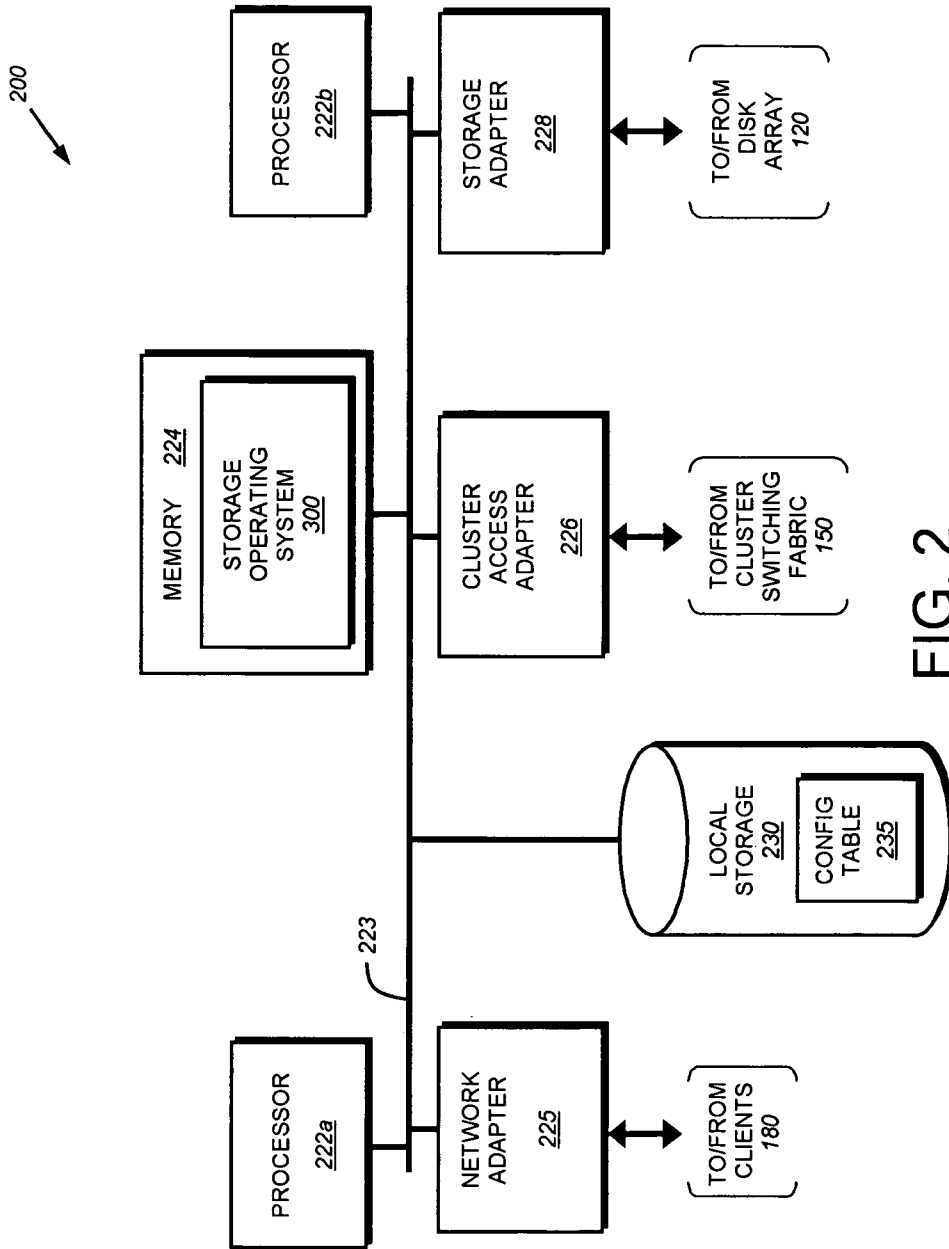 200
PROCESSOR
222a
MEMORY 224
STORAGE
OPERATING
SYSTEM
300
PROCESSOR
222b
223
NETWORK
ADAPTER
225
LOCAL
STORAGE
230
CONFIG
TABLE
235
CLUSTER
ACCESS
ADAPTER
226
STORAGE
ADAPTER
228
TO/FROM
CLIENTS
180
TO/FROM
CLUSTER
SWITCHING
FABRIC
150
TO/FROM
DISK
ARRAY
120
FIG. 2